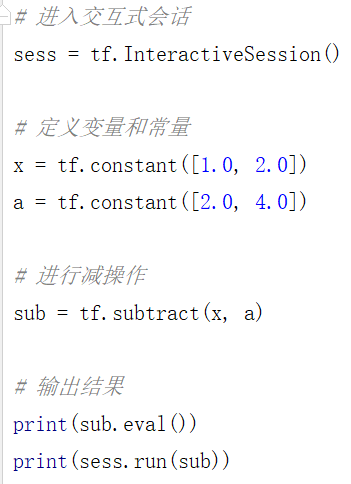 # 进入交互式会话
sess = tf.InteractiveSession()
# 定义变量和常量
x = tf.constant([1.0, 2.0])
a = tf.constant([2.0, 4.0])
# 进行减操作
sub = tf.subtract(x, a)
# 输出结果
print(sub.eval())
print(sess.run(sub))